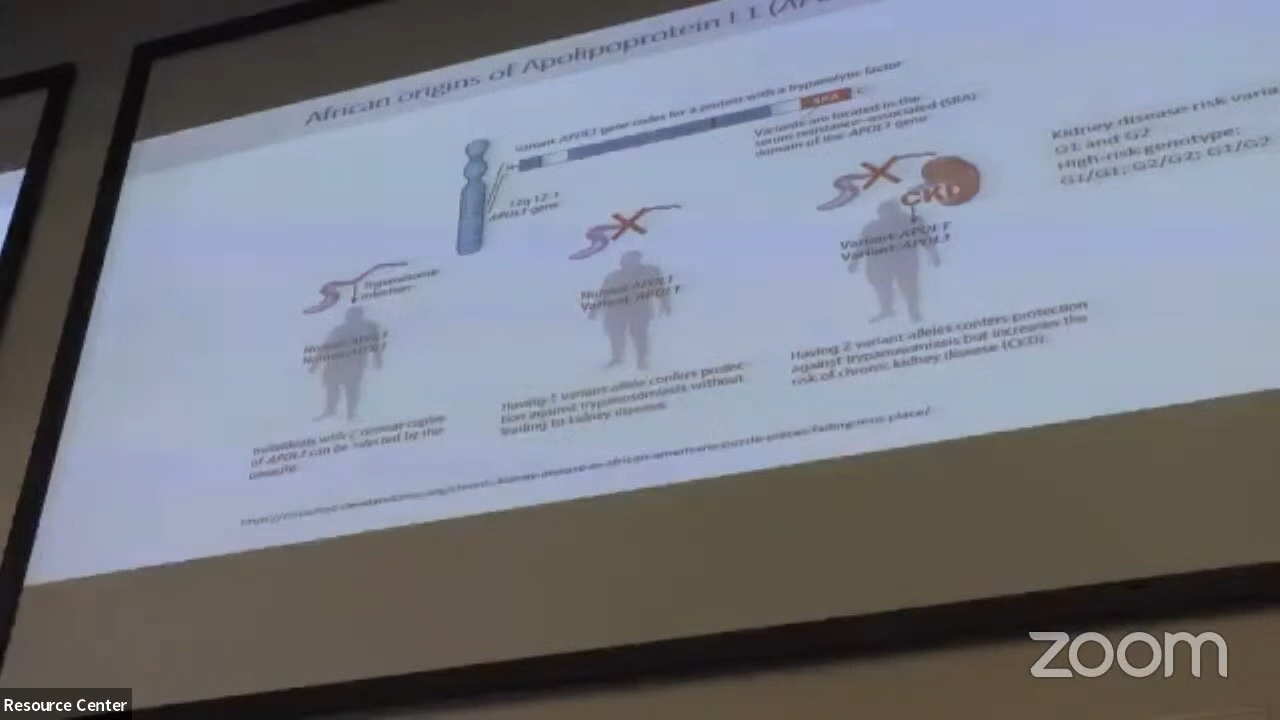 African origins of Apolipoprotein L1
Variant APOL1 gene codes for a protein with a trypanolytic factor
SRA
C
Variants are located in the
serum resistance-associated (SRA)
domain of the APOL1 gene
APOL1 gene
Kidney disease risk
G1 and G2
High-risk genotype:
G1/G1; G2/G2; G1/G2
Trypanosome
infection
Normal APOL1
Normal APOL1
Normal APOL1
Variant APOL1
CKD
Variant APOL1
Variant APOL1
Individuals with 2 normal copies
of APOL1 can be infected by the
parasite.
Having 1 variant allele confers protec-
tion against trypanosomiasis without
leading to kidney disease.
Having 2 variant alleles confers protection
against trypanosomiasis but increases the
risk of chronic kidney disease (CKD).
zoom
Resource Center